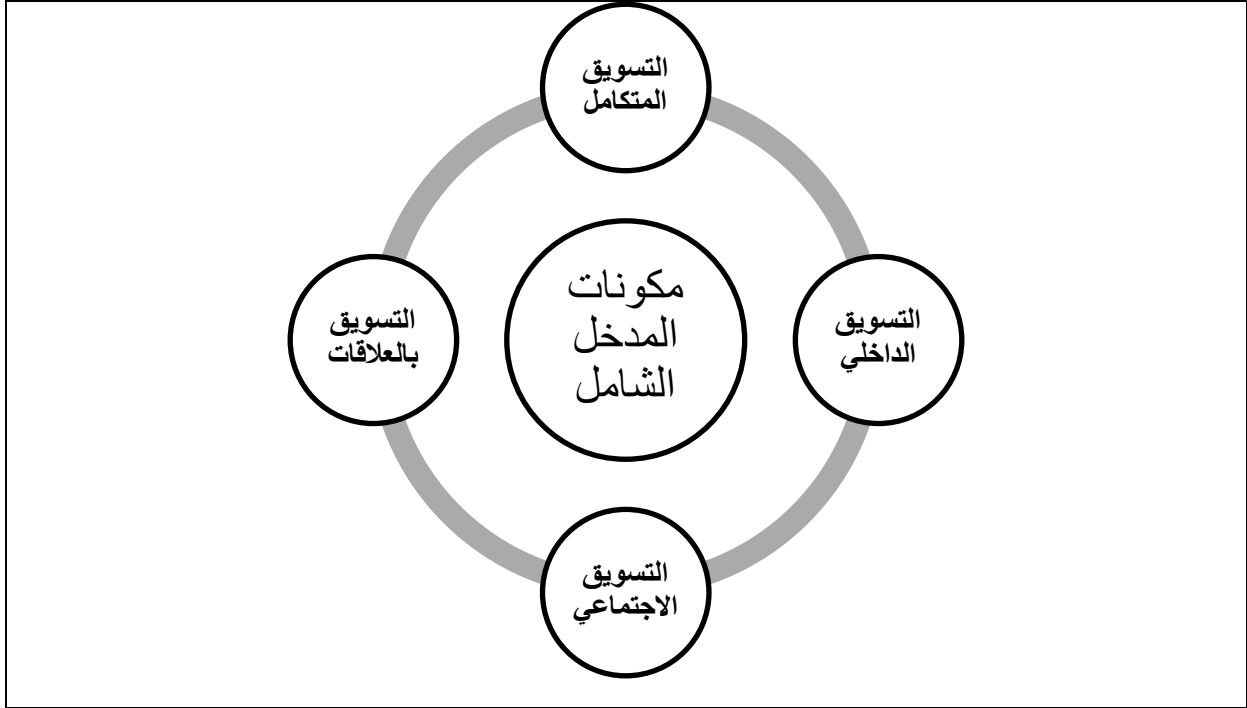 التسويق
المتكامل
مكونات
المدخل
الشامل
التسويق
الداخلي
التسويق
بالعلاقات
التسويق
الاجتماعي